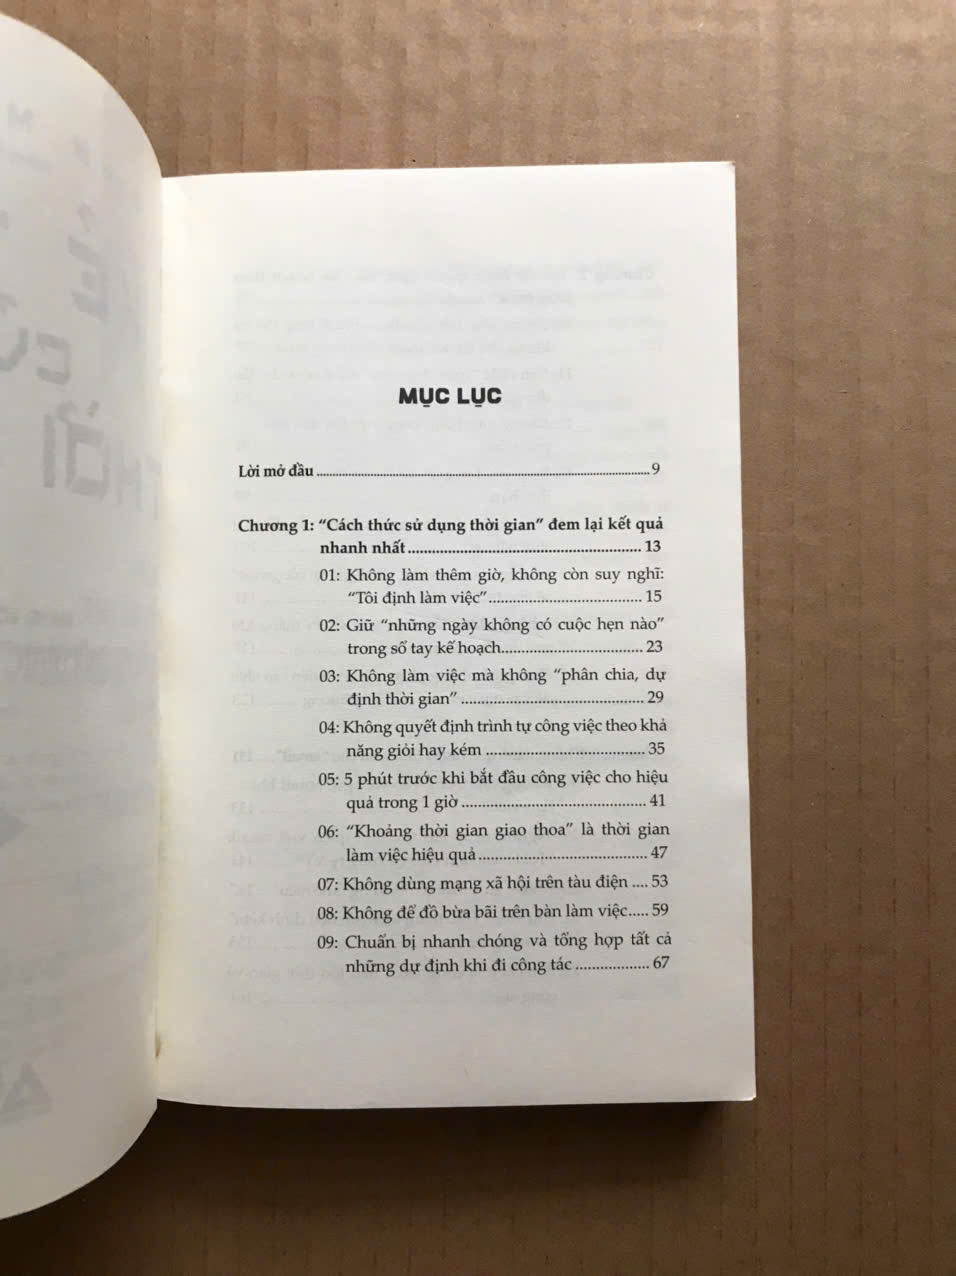 MỤC LỤC
Lời mở đầu ........ 9
Chương 1: “Cách thức sử dụng thời gian” đem lại kết quả
nhanh nhất ........ 13
01: Không làm thêm giờ, không còn suy nghĩ:
“Tôi định làm việc” ........ 15
02: Giữ “những ngày không có cuộc hẹn nào”
trong sổ tay kế hoạch ........ 23
03: Không làm việc mà không “phân chia, dự
định thời gian” ........ 29
04: Không quyết định trình tự công việc theo khả
năng giỏi hay kém ........ 35
05: 5 phút trước khi bắt đầu công việc cho hiệu
quả trong 1 giờ ........ 41
06: “Khoảng thời gian giao thoa” là thời gian
làm việc hiệu quả ........ 47
07: Không dùng mạng xã hội trên tàu điện .... 53
08: Không để đồ bừa bãi trên bàn làm việc ..... 59
09: Chuẩn bị nhanh chóng và tổng hợp tất cả
những dự định khi đi công tác ........ 67